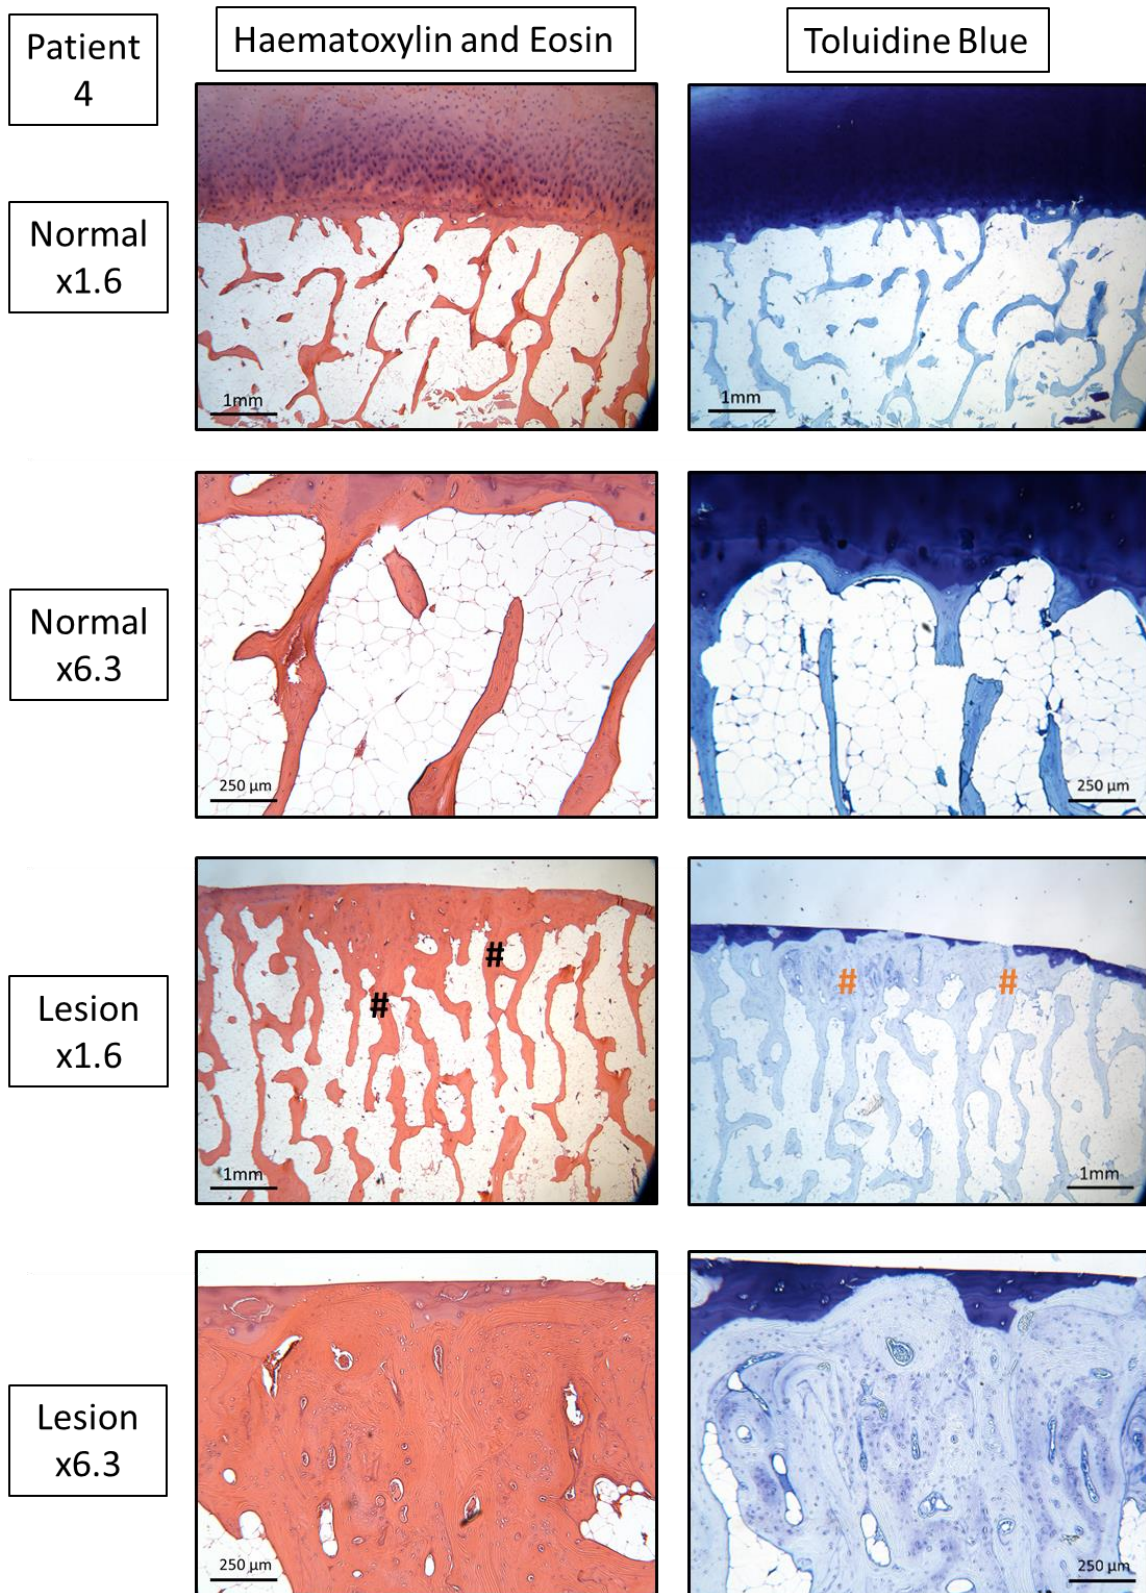 Patient
4
Haematoxylin and Eosin
Toluidine Blue
Normal
x1.6
1mm
1mm
Normal
x6.3
250 µm
250 µm
Lesion
x1.6
#
#
1mm
#
#
1mm
Lesion
x6.3
250 µm
250 µm